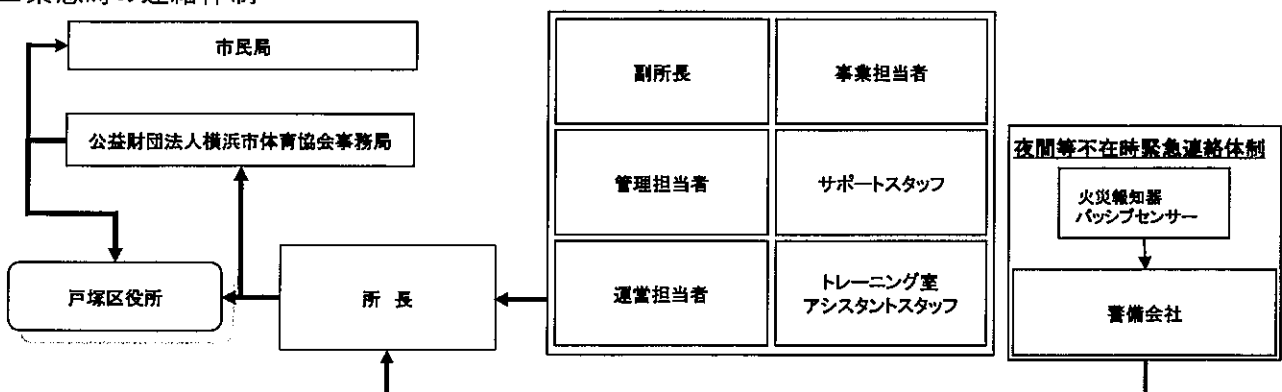 緊急時の連絡体制
市民局
公益財団法人横浜市体育協会事務局
戸塚区役所
所 長
副所長
事業担当者
管理担当者
サポートスタッフ
運営担当者
トレーニング室
アシスタントスタッフ
夜間等不在時緊急連絡体制
火災報知器
パッシブセンサー
警備会社